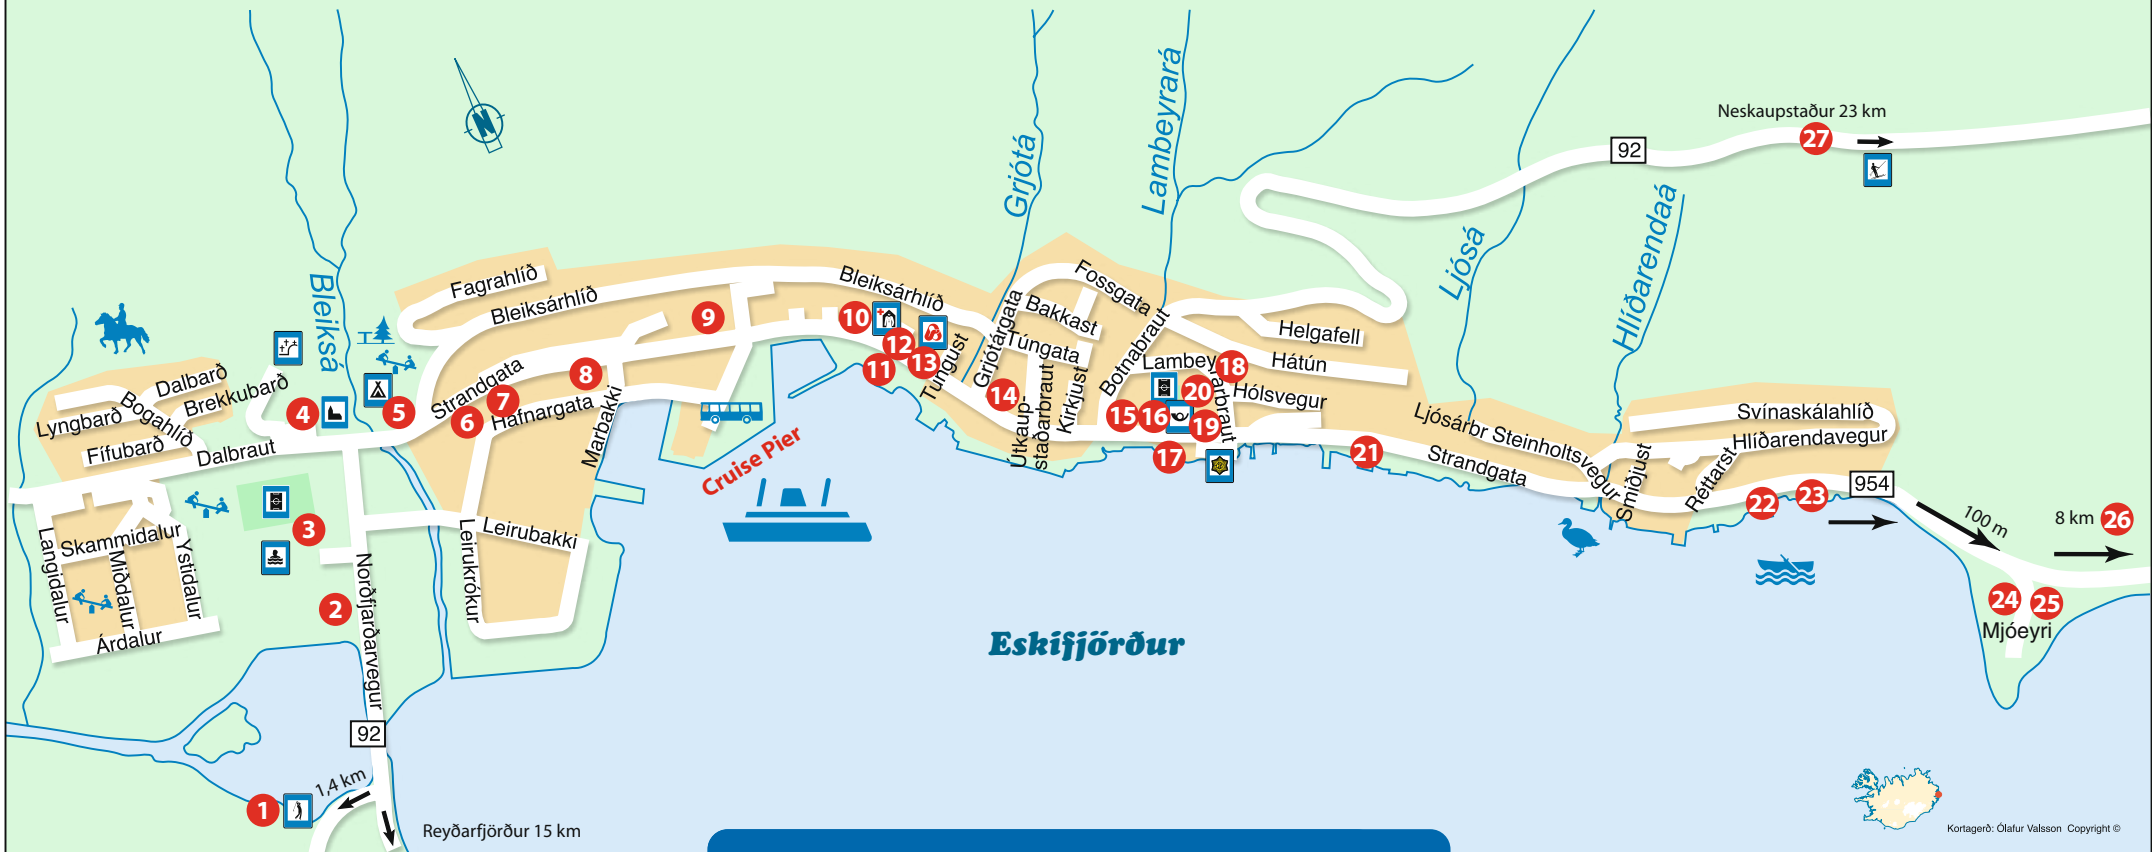 Neskaupstaður 23 km
27
92
N
Grjótá
Lambeyrará
Ljósá
Hlíðarendaá
Bleiksá
Fagrahlíð
Bleiksárhlíð
Bleiksárhlíð
Fossgata
Bakkast
Túngata
Grjótárgata
Botnabraut
Helgafell
Hátún
Lambey
arbraut
Hólsvegur
Kirkjust
Útkaup-
staðarbraut
Túngust
9
10
11
12
13
14
15
16
17
18
19
20
21
Dalbarð
Brekkubarð
Lyngbarð
Bogahlíð
Fífubarð
Dalbraut
4
5
6
7
8
Strandgata
Hafnargata
Marbakki
Cruise Pier
Ljósárbr
Steinholtsvegur
Strandgata
Smiðjust
Réttarst
Svínaskálahlíð
Hlíðarendavegur
22
23
954
100 m
8 km
26
24
25
Mjóeyri
Skammidalur
Langidalur
Miðdalur
Ystidalur
Árdalur
3
2
Leirukrókur
Leirubakki
Norðfjarðarvegur
Eskifjörður
92
1
1,4 km
Reyðarfjörður 15 km
Kortagerð: Ólafur Valsson Copyright ©